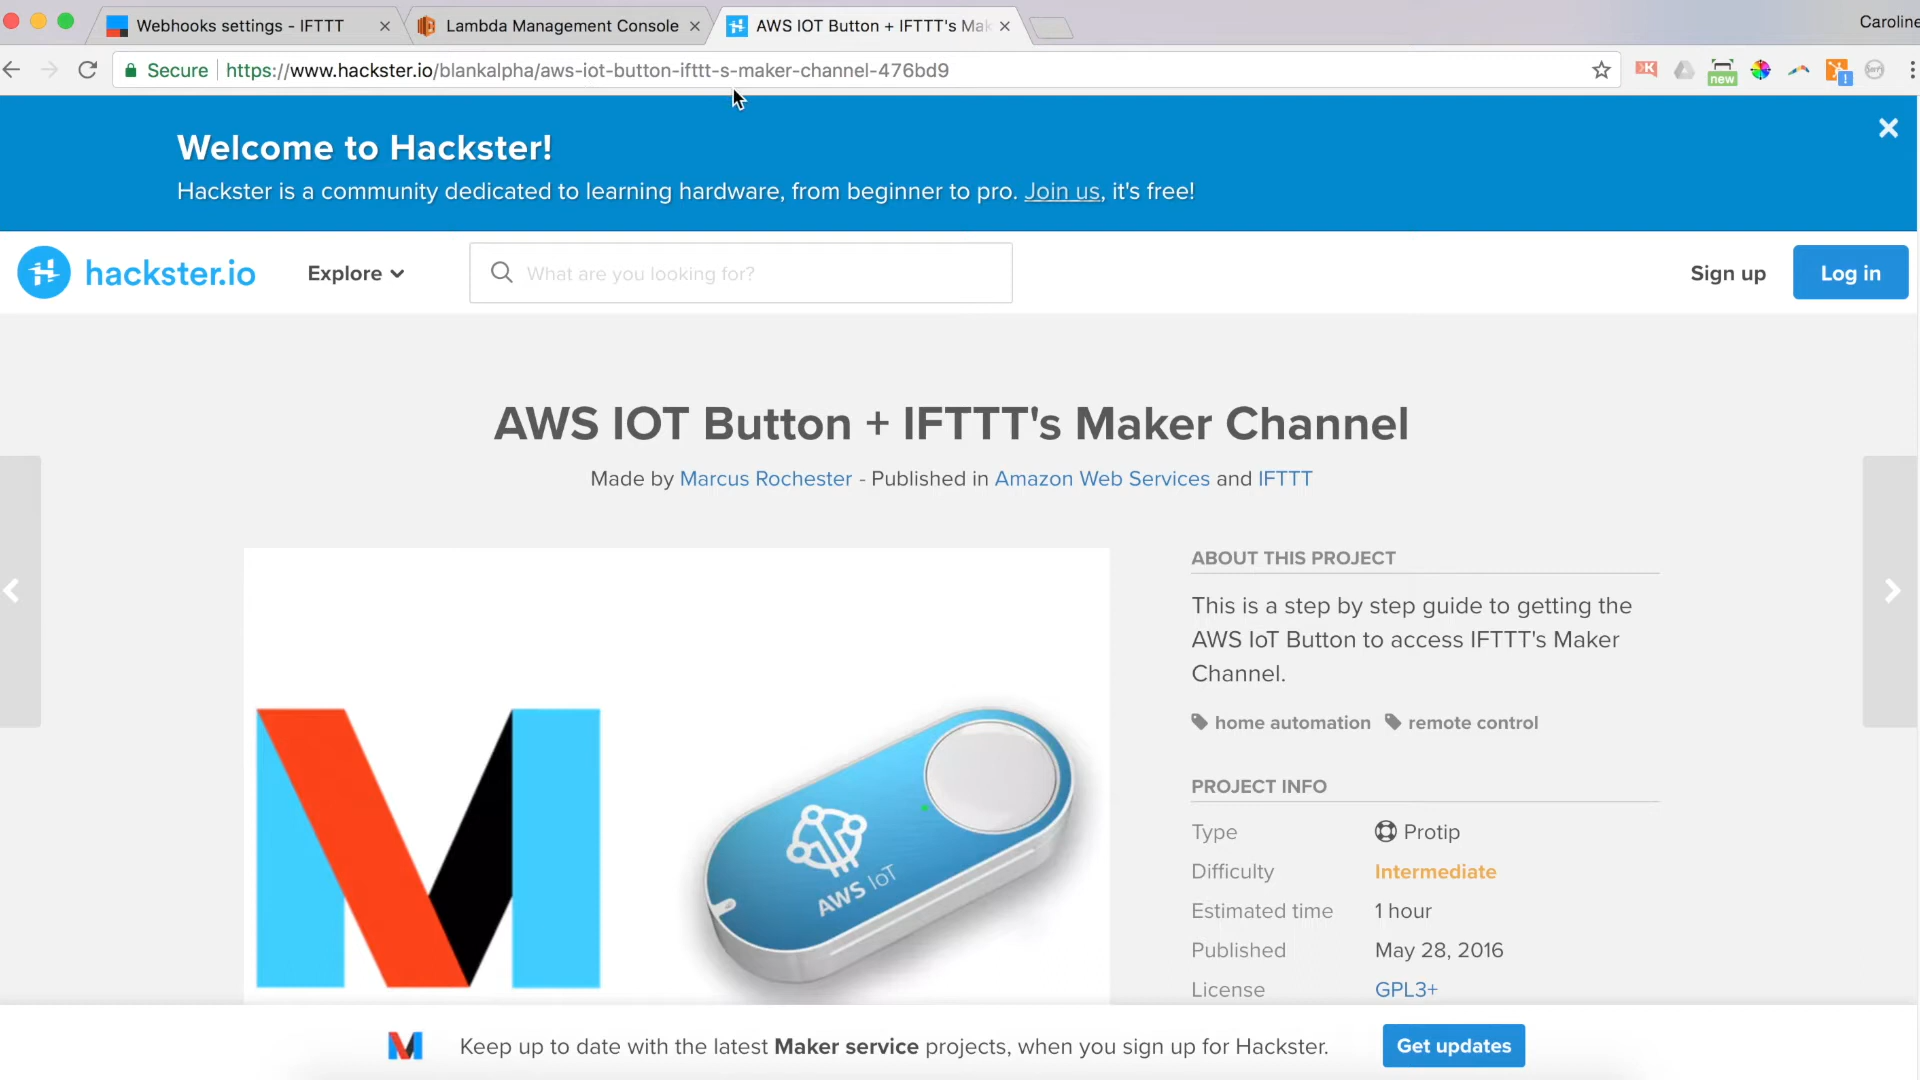 Webhooks settings - IFTTT
Lambda Management Console
AWS IOT Button + IFTTT's Mak
Caroline
Secure
https://www.hackster.io/blankalpha/aws-iot-button-ifttt-s-maker-channel-476bd9
new
Welcome to Hackster!
Hackster is a community dedicated to learning hardware, from beginner to pro. Join us, it's free!
hackster.io
Explore
What are you looking for?
Sign up
Log in
AWS IOT Button + IFTTT's Maker Channel
Made by Marcus Rochester - Published in Amazon Web Services and IFTTT
ABOUT THIS PROJECT
This is a step by step guide to getting the
AWS IoT Button to access IFTTT's Maker
Channel.
home automation
remote control
AWS IoT
PROJECT INFO
Type
Protip
Difficulty
Intermediate
Estimated time
1 hour
Published
May 28, 2016
License
GPL3+
Keep up to date with the latest Maker service projects, when you sign up for Hackster.
Get updates